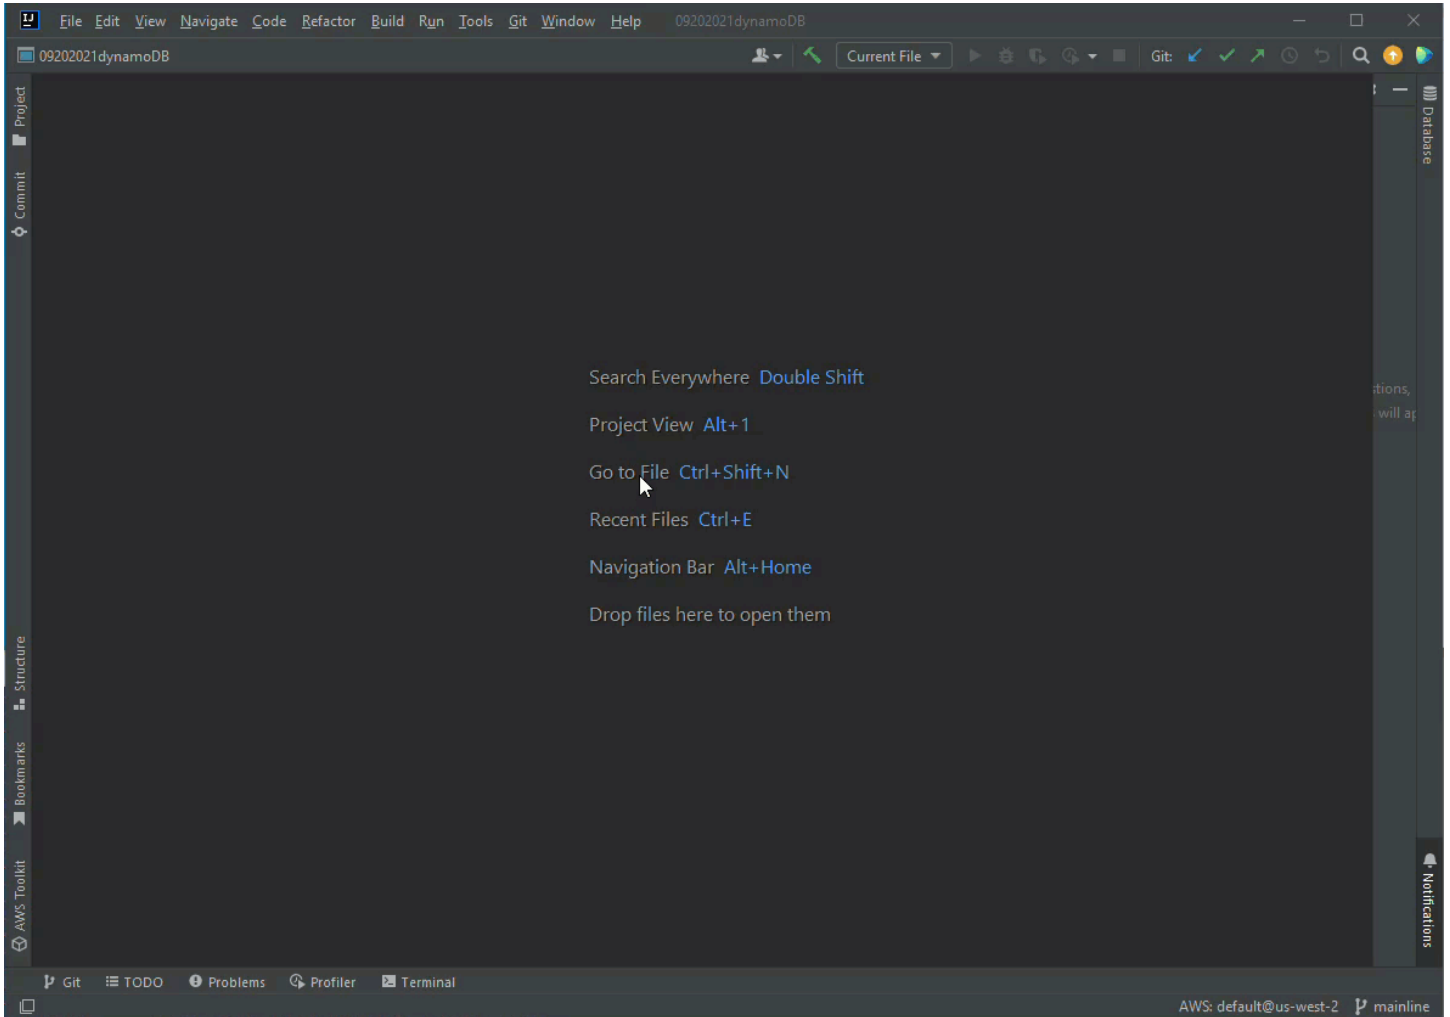 IJ File Edit View Navigate Code Refactor Build Run Tools Git Window Help 09202021dynamoDB
09202021dynamoDB Current File Git:
Project
Commit
Structure
Bookmarks
AWS Toolkit
Search Everywhere Double Shift
Project View Alt+1
Go to File Ctrl+Shift+N
Recent Files Ctrl+E
Navigation Bar Alt+Home
Drop files here to open them
stions,
will ap
Database
Notifications
Git TODO Problems Profiler Terminal
AWS: default@us-west-2 mainline